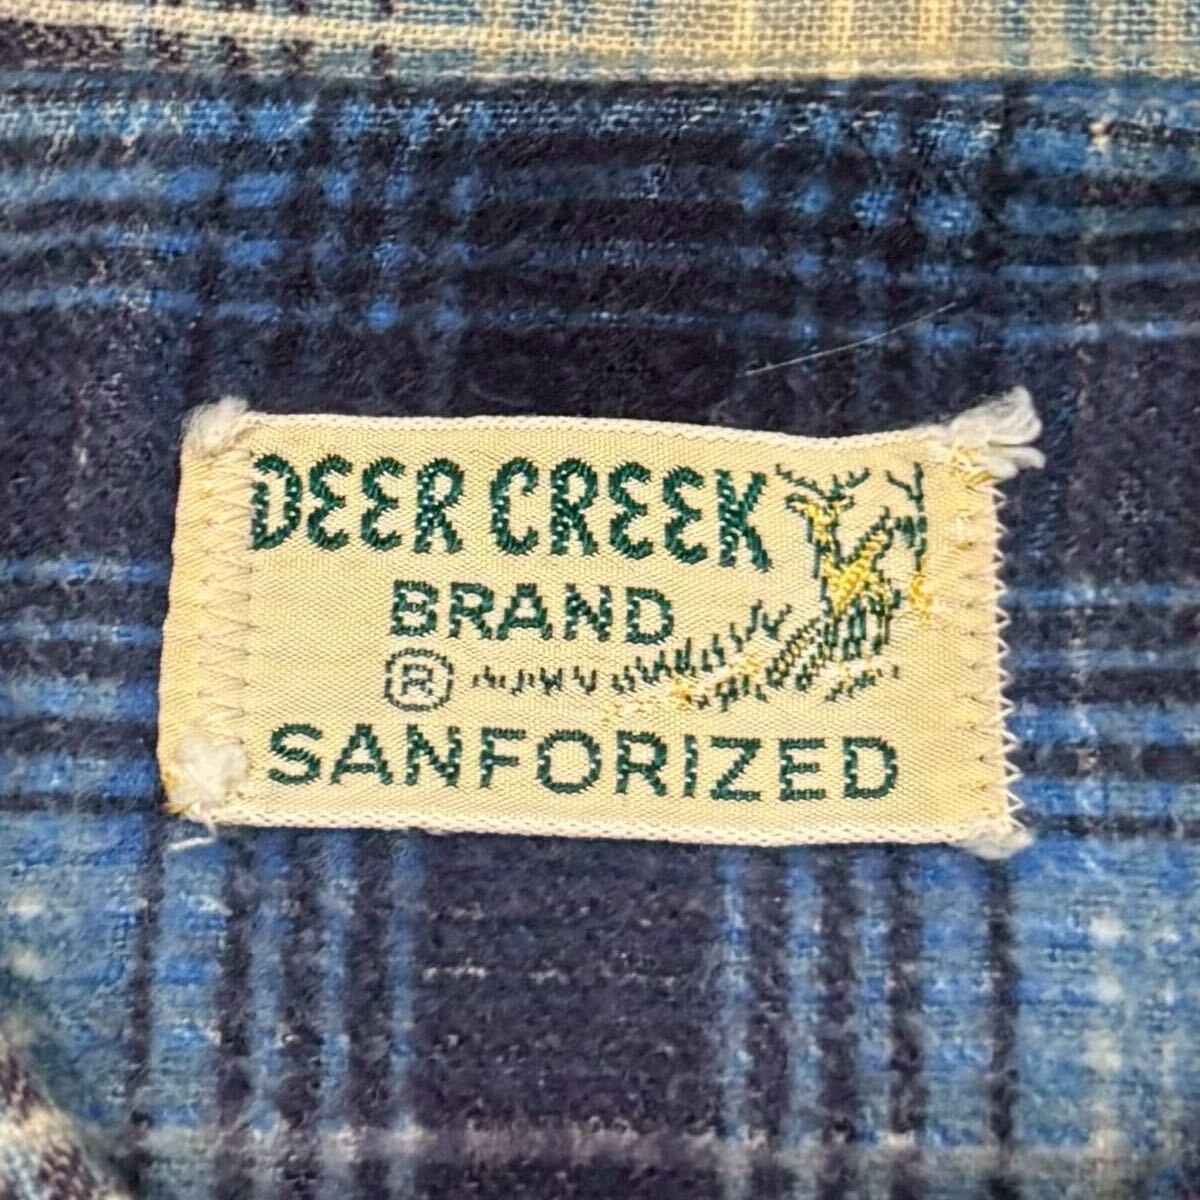 DEER CREEK
BRAND
®
SANFORIZED